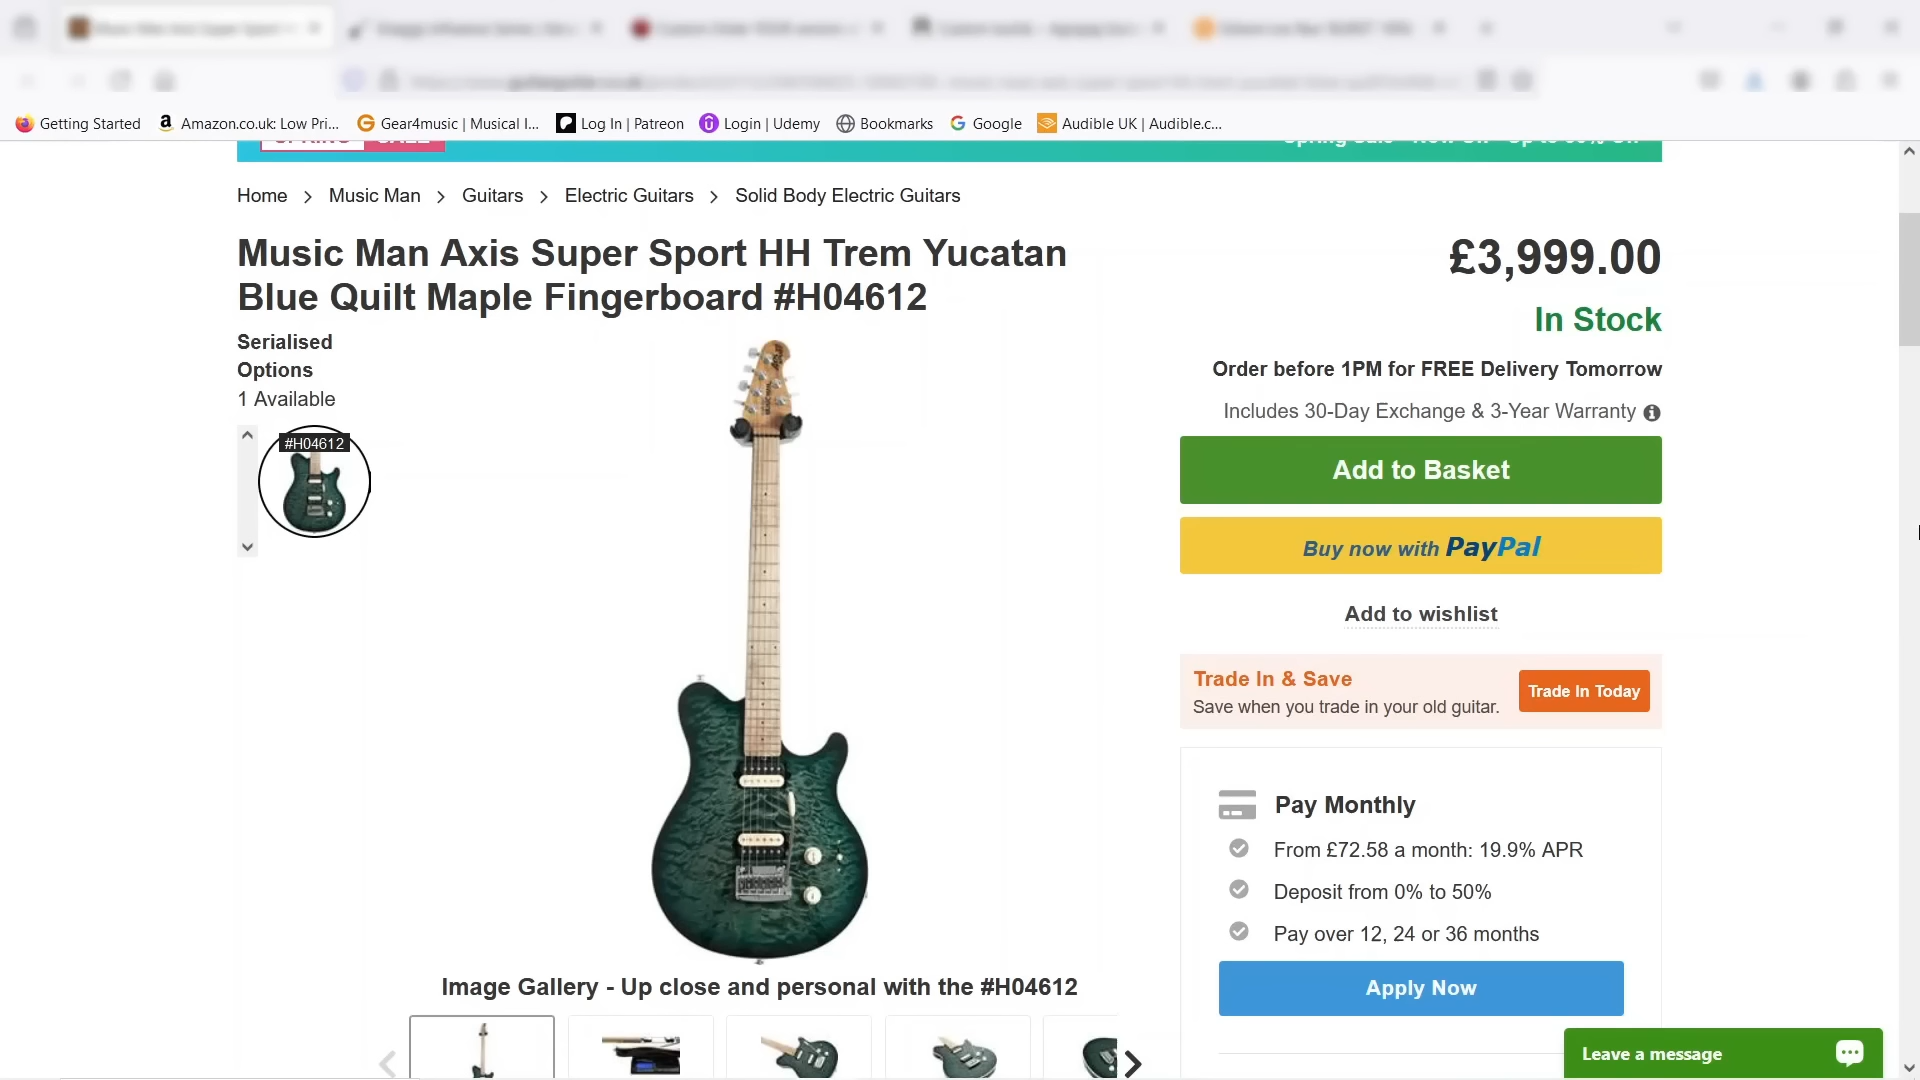 Getting Started
Amazon.co.uk: Low Pri...
Gear4music | Musical I...
Log In | Patreon
Login | Udemy
Bookmarks
Google
Audible UK | Audible.c...
Home > Music Man > Guitars > Electric Guitars > Solid Body Electric Guitars
Music Man Axis Super Sport HH Trem Yucatan
Blue Quilt Maple Fingerboard #H04612
£3,999.00
In Stock
Order before 1PM for FREE Delivery Tomorrow
Includes 30-Day Exchange & 3-Year Warranty
Serialised
Options
1 Available
#H04612
Add to Basket
Buy now with PayPal
Add to wishlist
Trade In & Save
Save when you trade in your old guitar.
Trade In Today
Pay Monthly
From £72.58 a month: 19.9% APR
Deposit from 0% to 50%
Pay over 12, 24 or 36 months
Apply Now
Image Gallery - Up close and personal with the #H04612
Leave a message